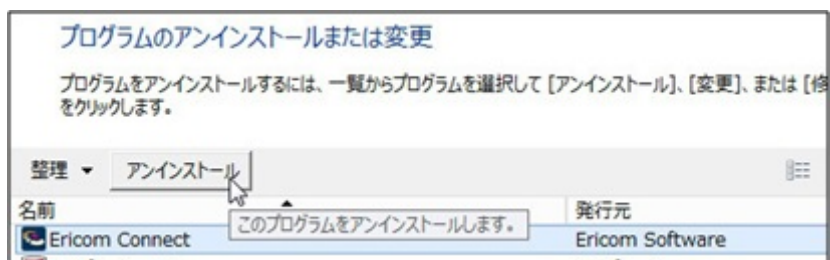 プログラムのアンインストールまたは変更
プログラムをアンインストールするには、一覧からプログラムを選択して [アンインストール]、[変更]、または [修
をクリックします。
整理 ▼ アンインストール
名前 発行元
このプログラムをアンインストールします。
Ericom Connect Ericom Software